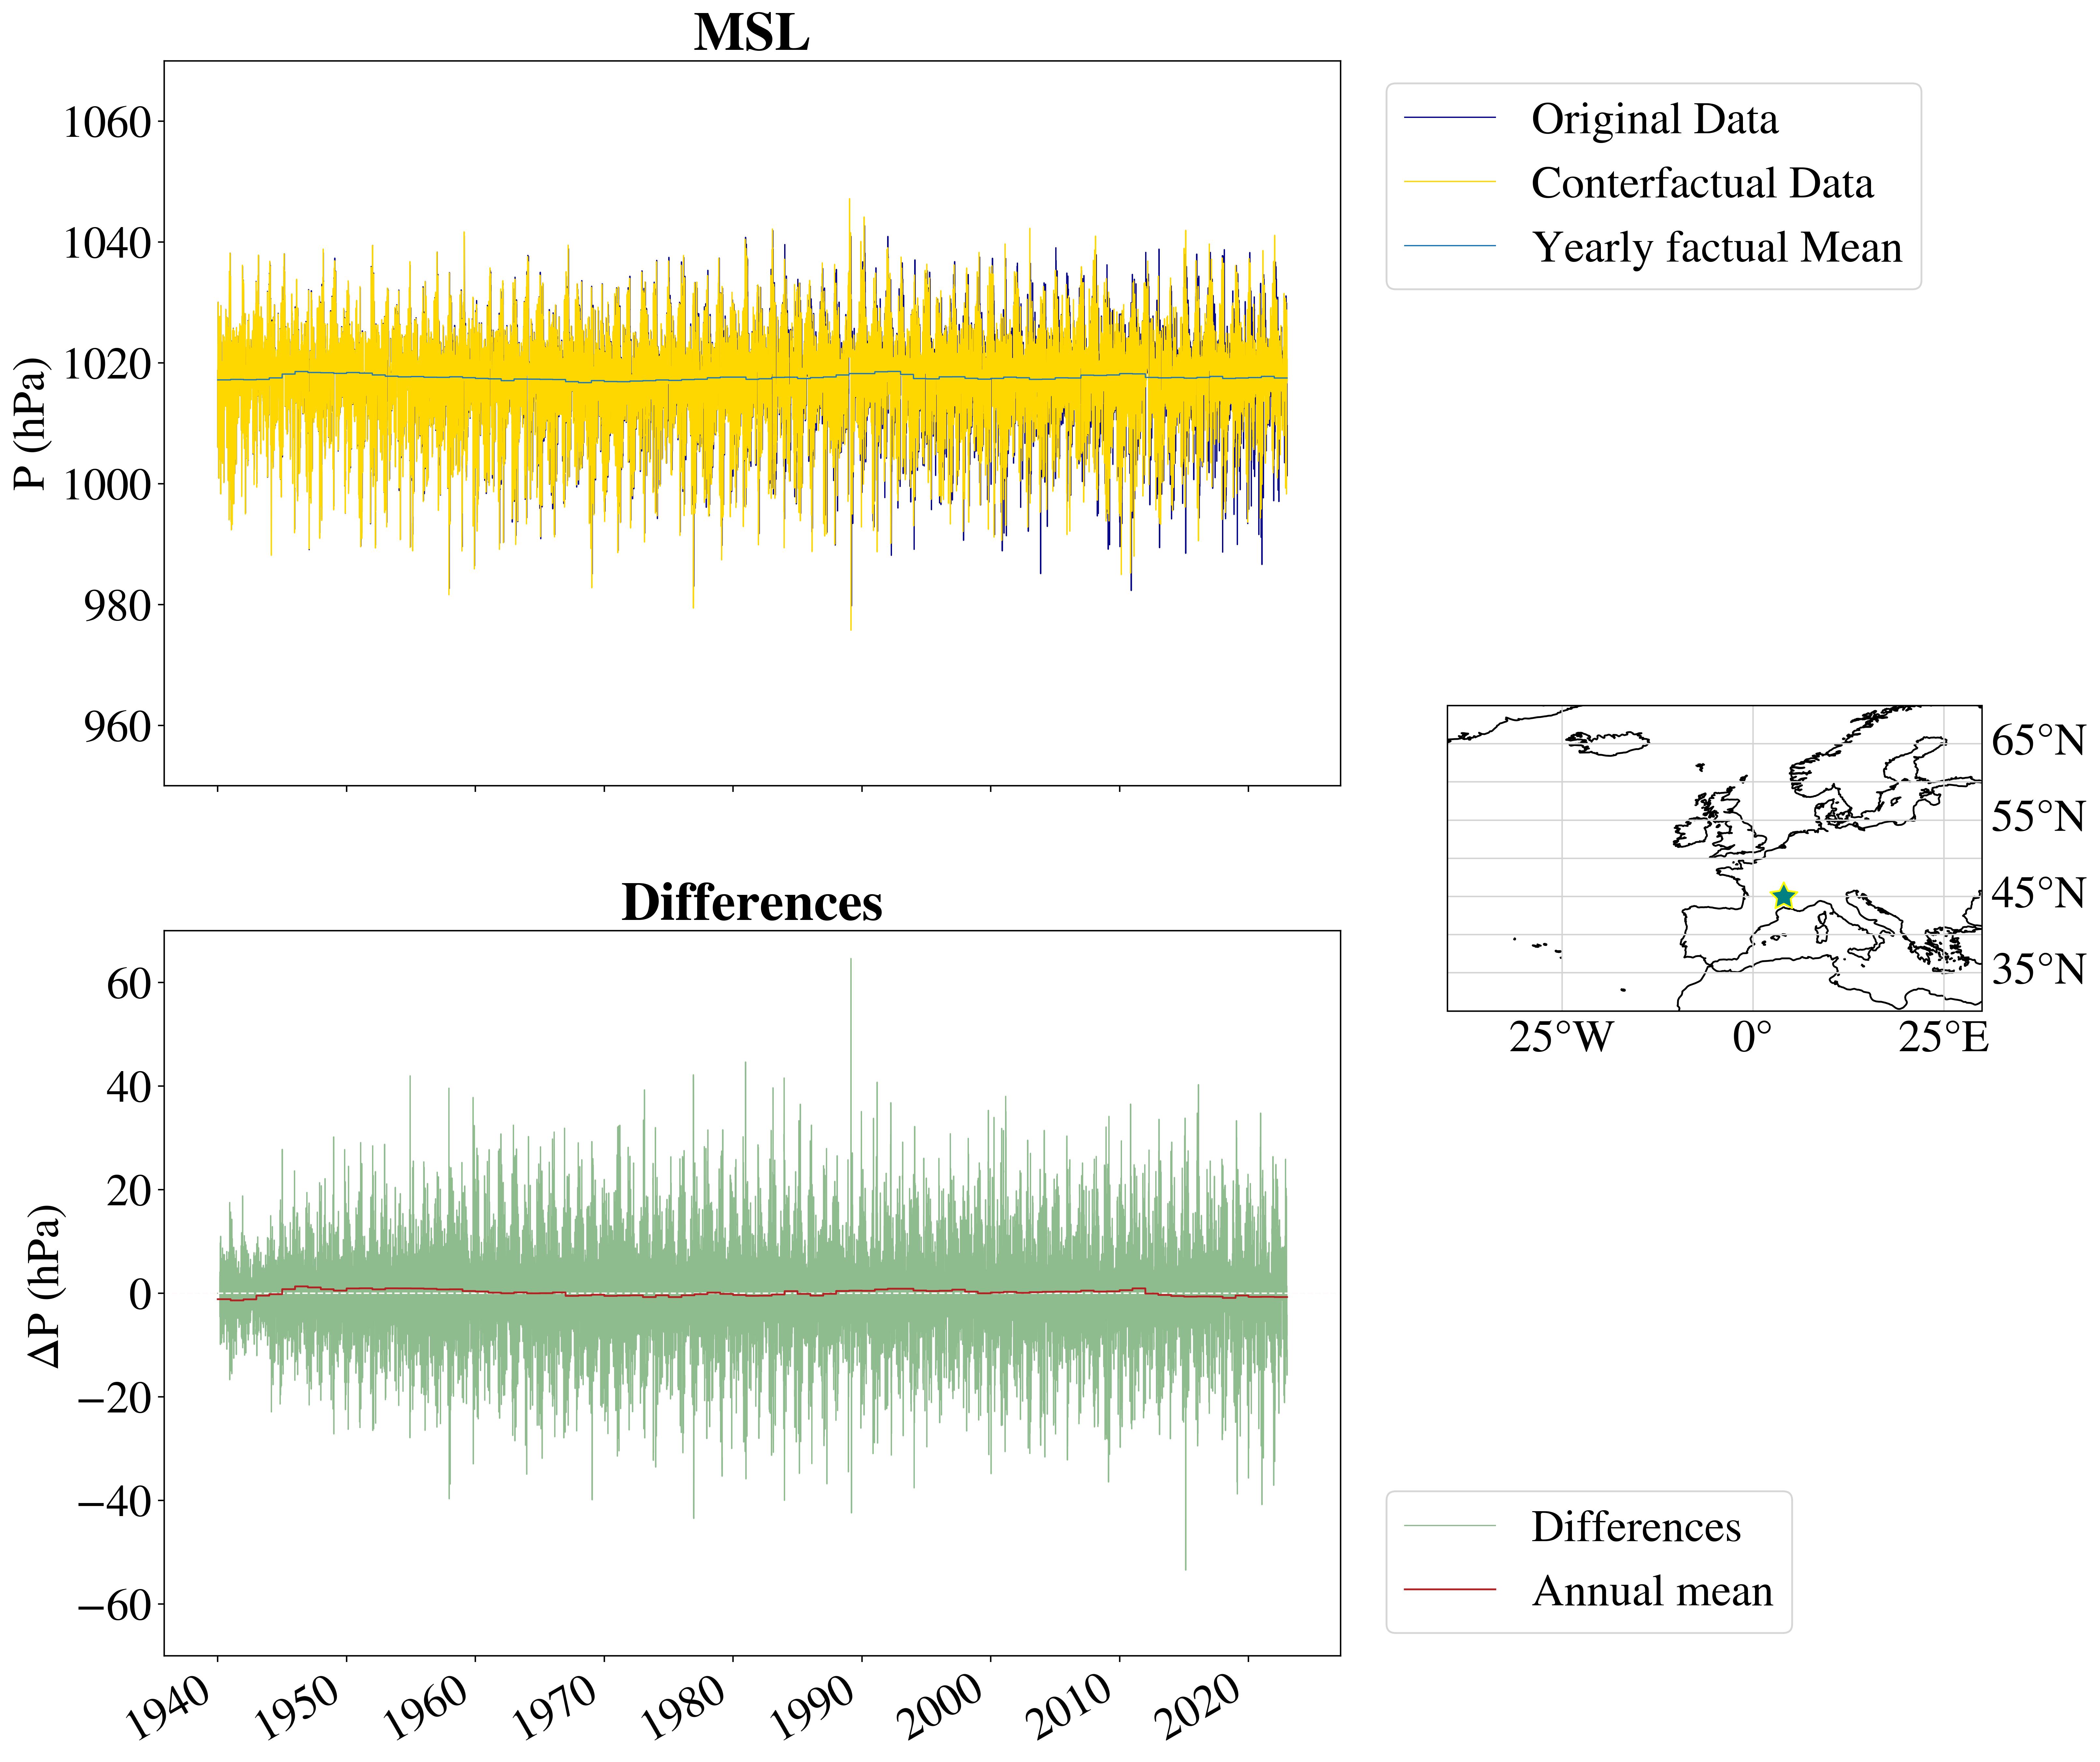 MSL
1060
1040
1020
1000
980
960
P (hPa)
Original Data
Conterfactual Data
Yearly factual Mean
65°N
55°N
45°N
35°N
25°W 0° 25°E
Differences
60
40
20
0
−20
−40
−60
ΔP (hPa)
1940 1950 1960 1970 1980 1990 2000 2010 2020
Differences
Annual mean